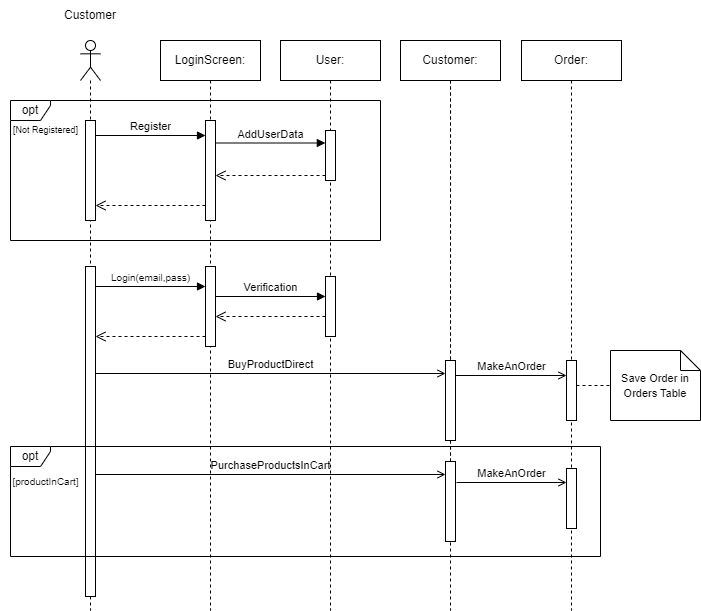 Customer
LoginScreen:
User:
Customer:
Order:
opt
[Not Registered]
Register
AddUserData
Login(email,pass)
Verification
BuyProductDirect
MakeAnOrder
Save Order in
Orders Table
opt
[productInCart]
PurchaseProductsInCart
MakeAnOrder